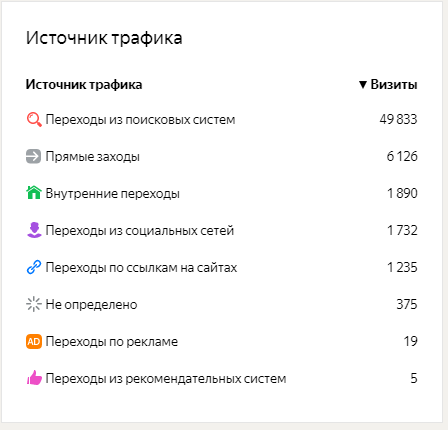 Источник трафика
Источник трафика ▼ Визиты
Переходы из поисковых систем 49 833
Прямые заходы 6 126
Внутренние переходы 1 890
Переходы из социальных сетей 1 732
Переходы по ссылкам на сайтах 1 235
Не определено 375
AD Переходы по рекламе 19
Переходы из рекомендательных систем 5